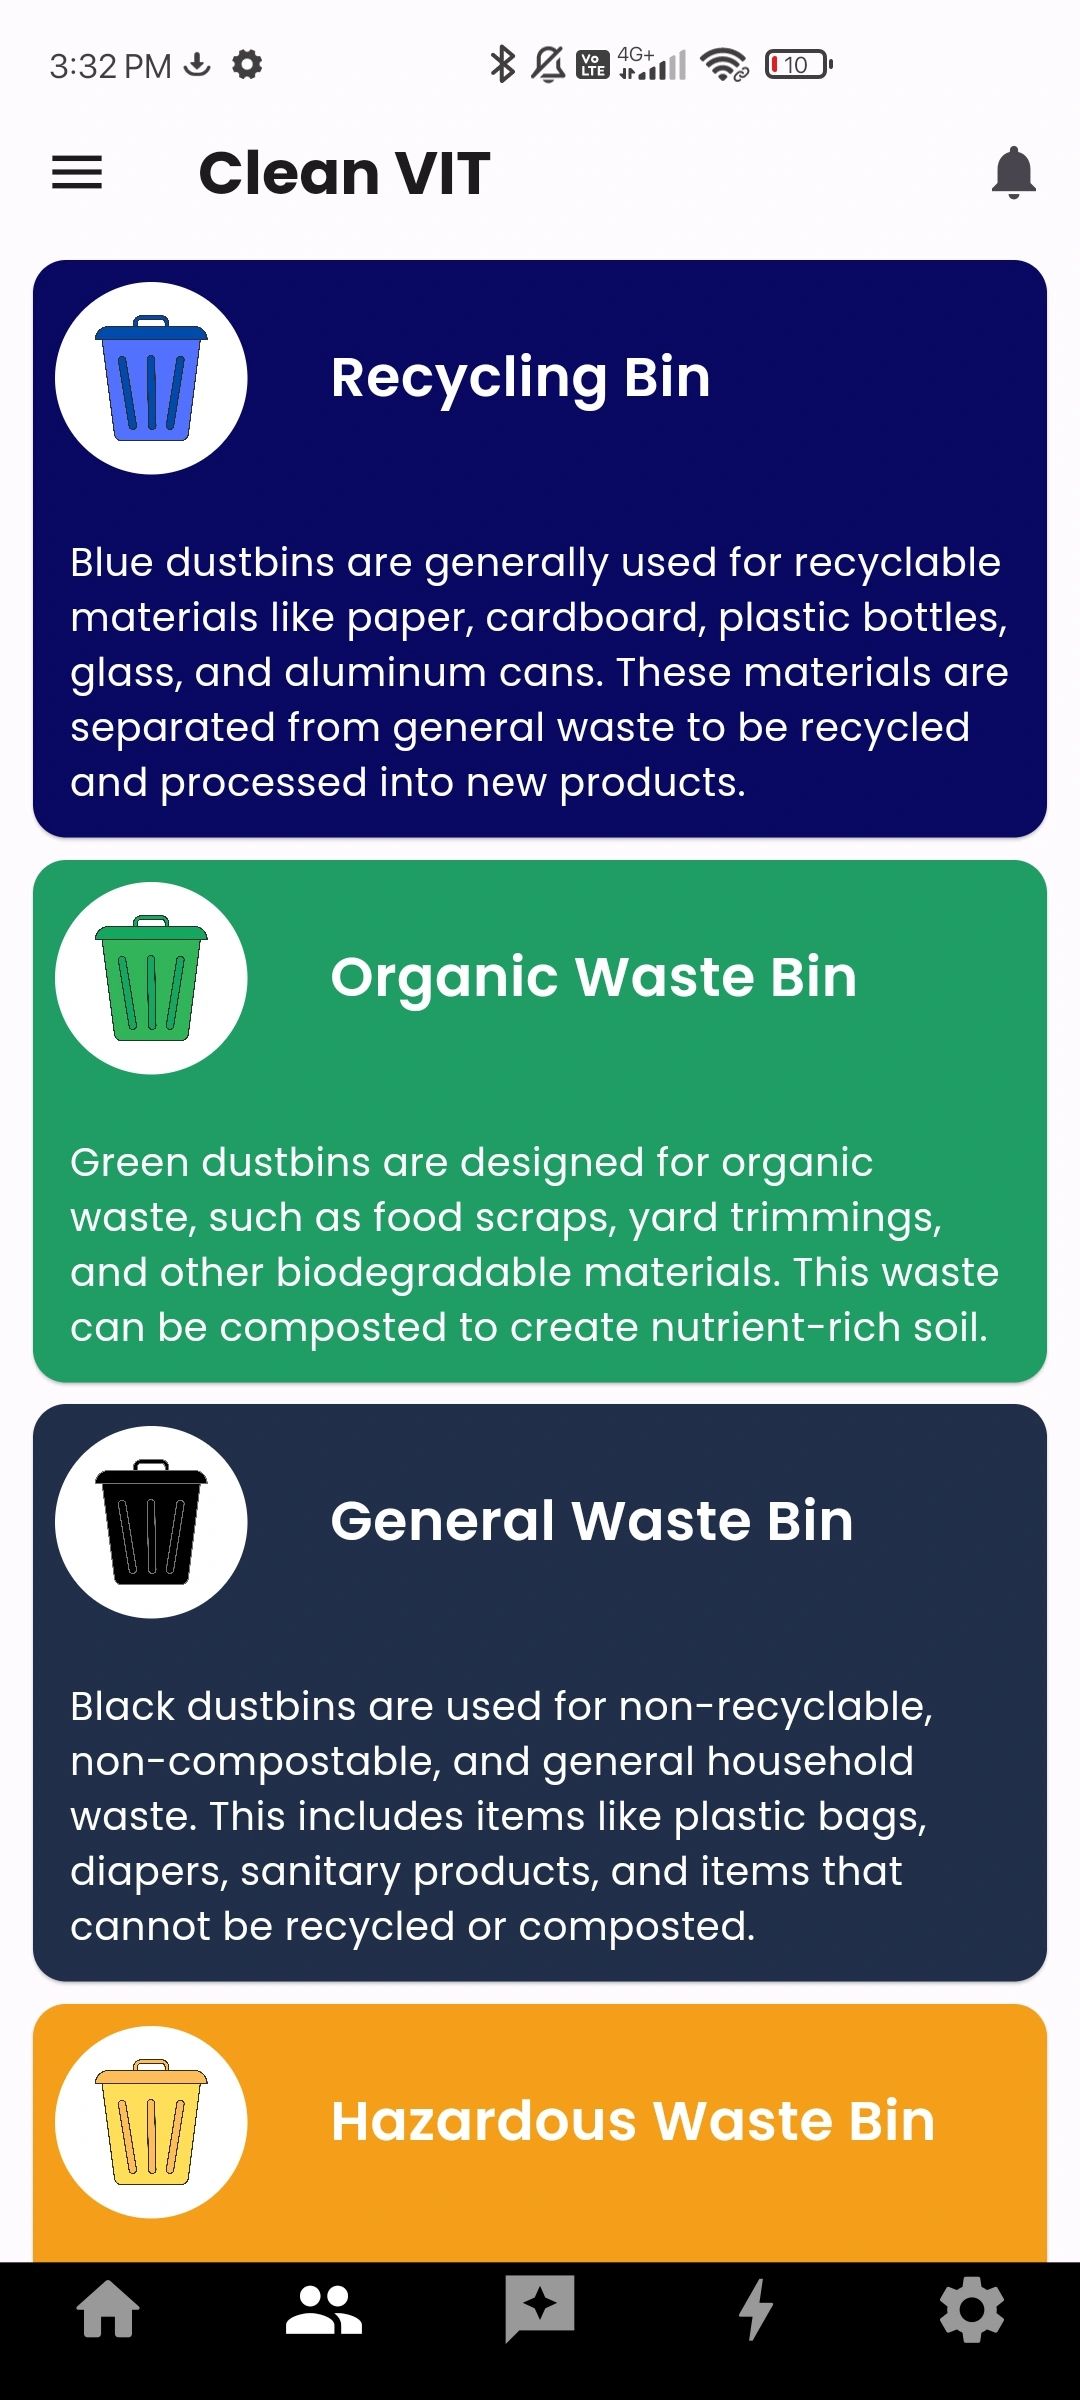 3:32 PM
Vo
LTE
4G+
10
Clean VIT
Recycling Bin
Blue dustbins are generally used for recyclable
materials like paper, cardboard, plastic bottles,
glass, and aluminum cans. These materials are
separated from general waste to be recycled
and processed into new products.
Organic Waste Bin
Green dustbins are designed for organic
waste, such as food scraps, yard trimmings,
and other biodegradable materials. This waste
can be composted to create nutrient-rich soil.
General Waste Bin
Black dustbins are used for non-recyclable,
non-compostable, and general household
waste. This includes items like plastic bags,
diapers, sanitary products, and items that
cannot be recycled or composted.
Hazardous Waste Bin